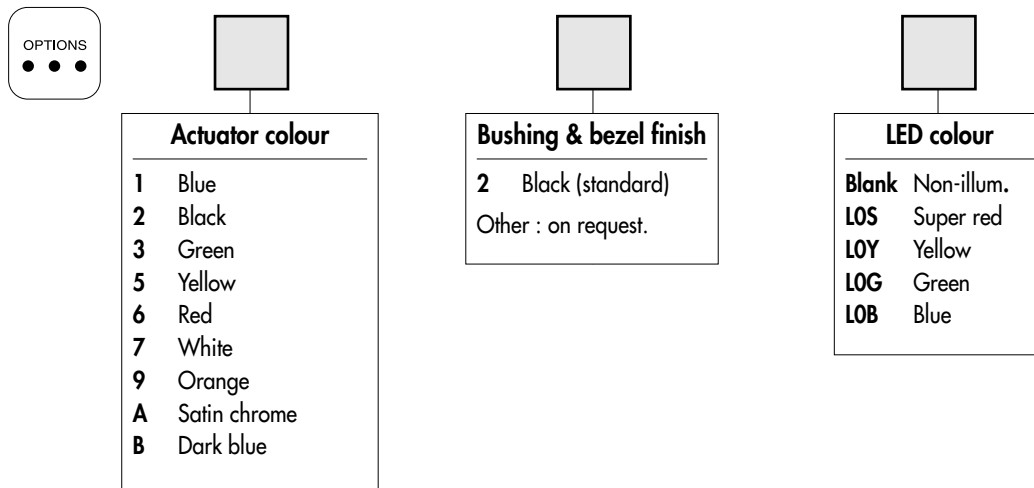 OPTIONS
Actuator colour
1 Blue
2 Black
3 Green
5 Yellow
6 Red
7 White
9 Orange
A Satin chrome
B Dark blue
Bushing & bezel finish
2 Black (standard)
Other : on request.
LED colour
Blank Non-illum.
L0S Super red
L0Y Yellow
L0G Green
L0B Blue